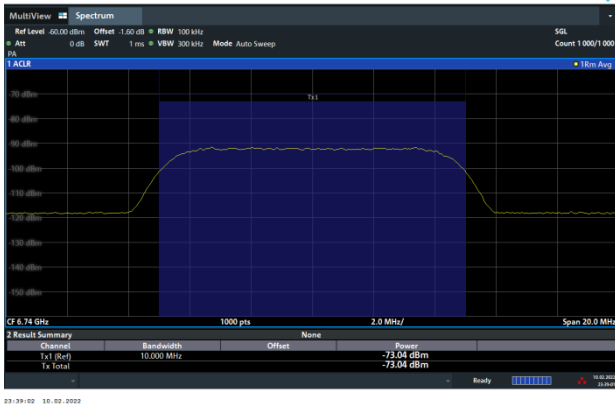 MultiView Spectrum
Ref Level -60.00 dBm Offset -1.60 dB RBW 100 kHz SGL
Att 0 dB SWT 1 ms VBW 300 kHz Mode Auto Sweep Count 1000/1000
PA
1 ACLR 1Rm Avg
-70 dBm
Tx1
-80 dBm
-90 dBm
-100 dBm
-110 dBm
-120 dBm
-130 dBm
-140 dBm
-150 dBm
CF 6.74 GHz 1000 pts 2.0 MHz/ Span 20.0 MHz
2 Result Summary None
Channel Bandwidth Offset Power
Tx1 (Ref) 10.000 MHz -73.04 dBm
Tx Total -73.04 dBm
Ready 10.02.2022
23:39:01
23:39:02 10.02.2022